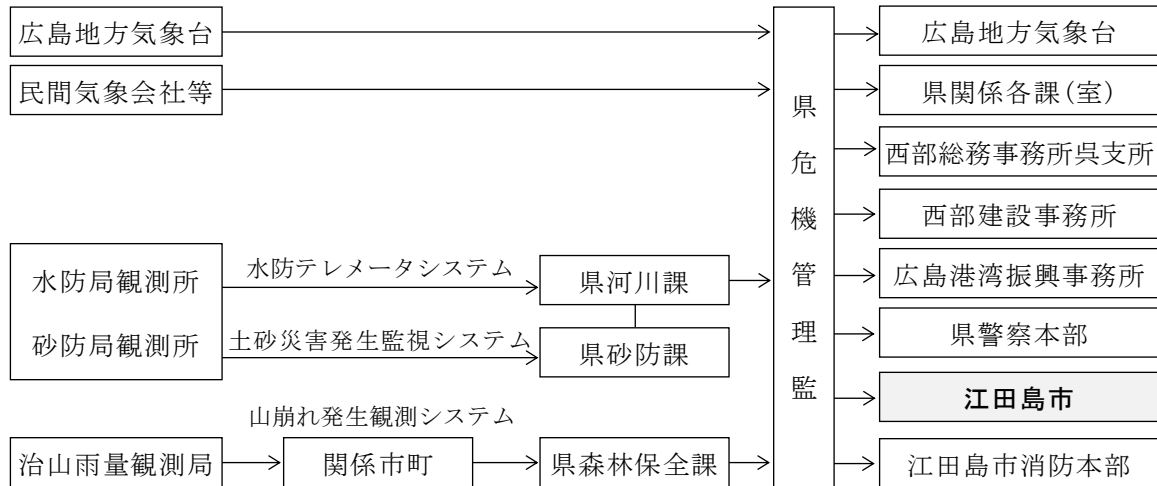 広島地方気象台
民間気象会社等
水防局観測所
砂防局観測所
水防テレメータシステム
土砂災害発生監視システム
県河川課
県砂防課
山崩れ発生観測システム
治山雨量観測局
関係市町
県森林保全課
県危機管理監
広島地方気象台
県関係各課(室)
西部総務事務所呉支所
西部建設事務所
広島港湾振興事務所
県警察本部
江田島市
江田島市消防本部